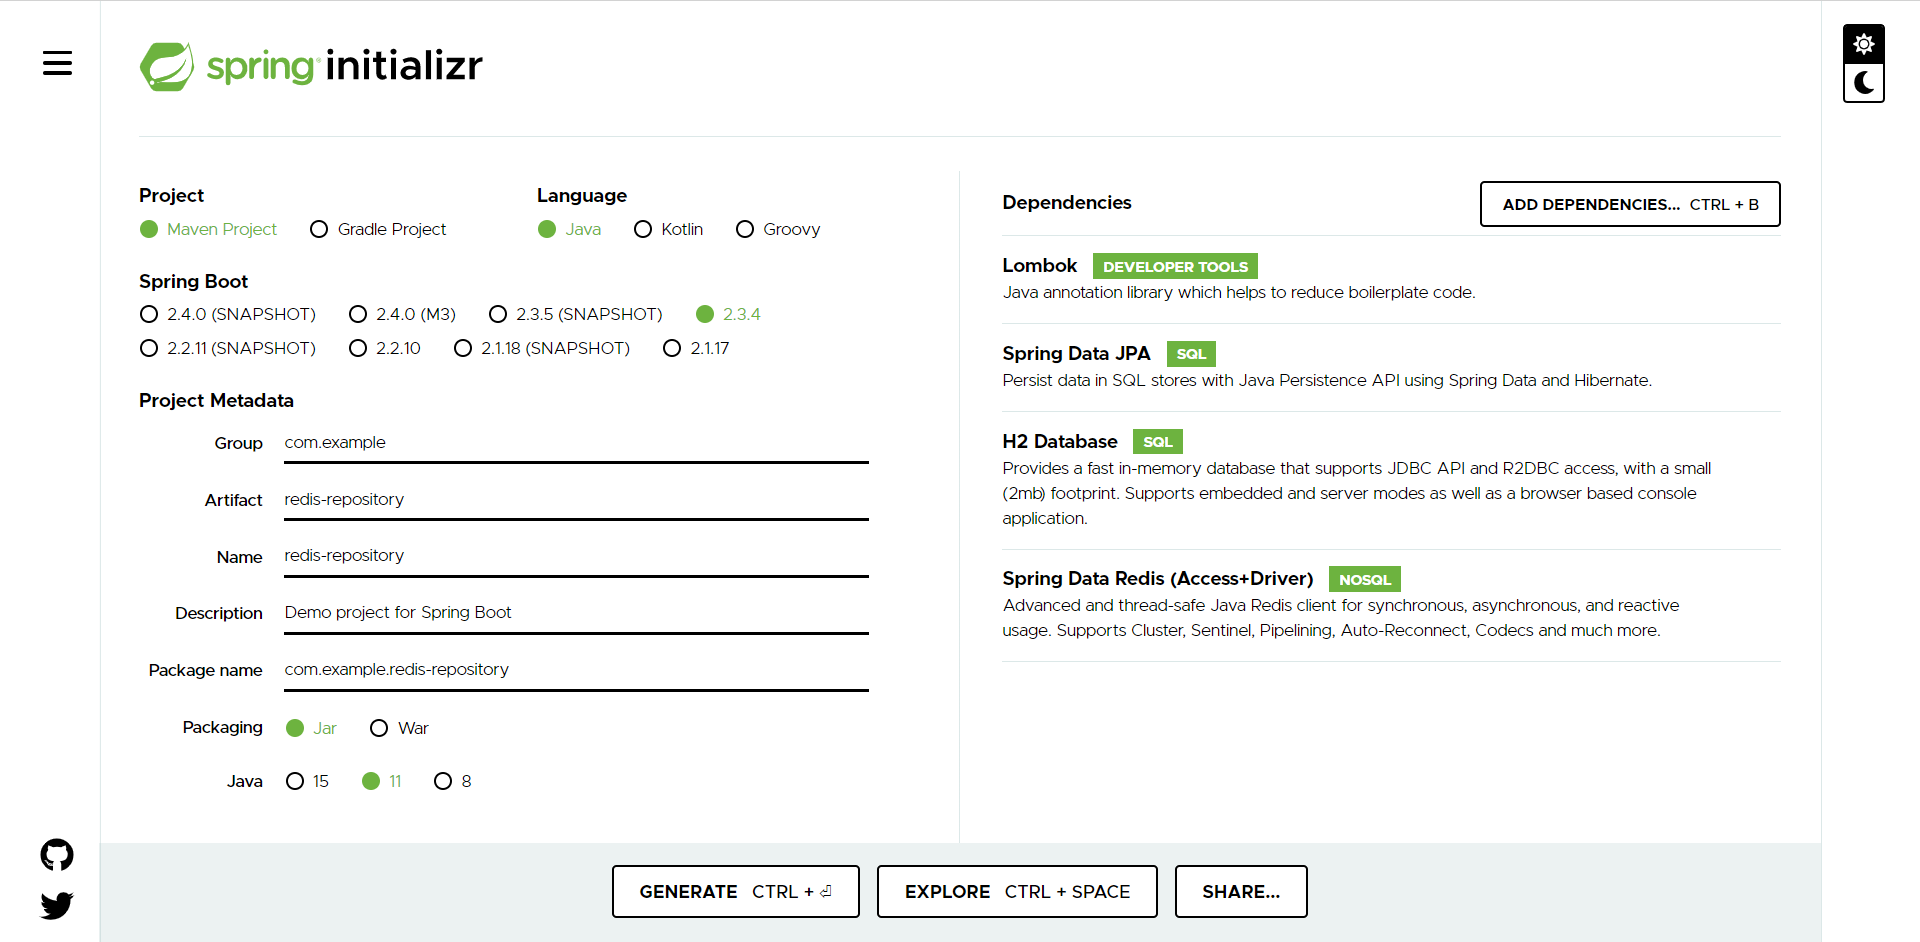 spring initializr
Project
Maven Project Gradle Project
Language
Java Kotlin Groovy
Spring Boot
2.4.0 (SNAPSHOT) 2.4.0 (M3) 2.3.5 (SNAPSHOT) 2.3.4
2.2.11 (SNAPSHOT) 2.2.10 2.1.18 (SNAPSHOT) 2.1.17
Project Metadata
Group com.example
Artifact redis-repository
Name redis-repository
Description Demo project for Spring Boot
Package name com.example.redis-repository
Packaging Jar War
Java 15 11 8
Dependencies
ADD DEPENDENCIES... CTRL + B
Lombok DEVELOPER TOOLS
Java annotation library which helps to reduce boilerplate code.
Spring Data JPA SQL
Persist data in SQL stores with Java Persistence API using Spring Data and Hibernate.
H2 Database SQL
Provides a fast in-memory database that supports JDBC API and R2DBC access, with a small
(2mb) footprint. Supports embedded and server modes as well as a browser based console
application.
Spring Data Redis (Access+Driver) NOSQL
Advanced and thread-safe Java Redis client for synchronous, asynchronous, and reactive
usage. Supports Cluster, Sentinel, Pipelining, Auto-Reconnect, Codecs and much more.
GENERATE CTRL + ⏎
EXPLORE CTRL + SPACE
SHARE...